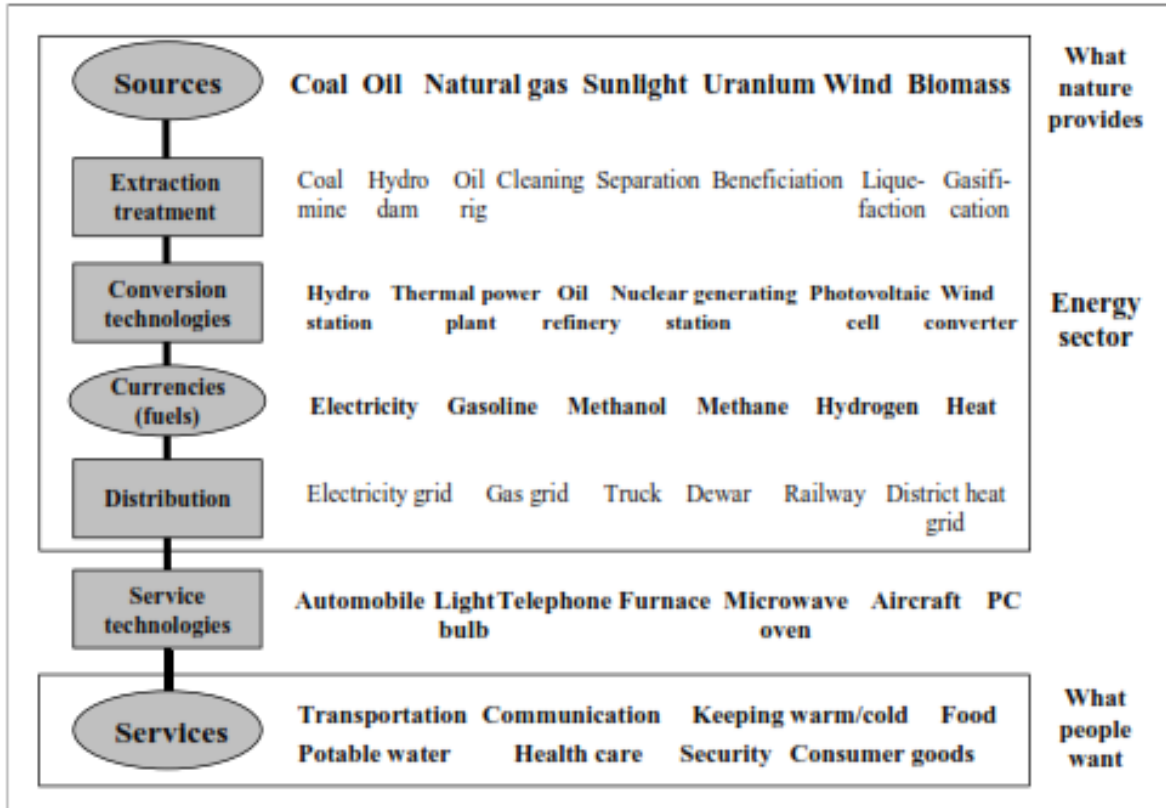 Sources
Coal Oil Natural gas Sunlight Uranium Wind Biomass
What
nature
provides
Extraction
treatment
Coal Hydro Oil Cleaning Separation Beneficiation Lique- Gasifi-
mine dam rig faction cation
Conversion
technologies
Hydro Thermal power Oil Nuclear generating Photovoltaic Wind
station plant refinery station cell converter
Energy
sector
Currencies
(fuels)
Electricity Gasoline Methanol Methane Hydrogen Heat
Distribution
Electricity grid Gas grid Truck Dewar Railway District heat
grid
Service
technologies
Automobile Light Telephone Furnace Microwave Aircraft PC
bulb oven
Services
Transportation Communication Keeping warm/cold Food
Potable water Health care Security Consumer goods
What
people
want